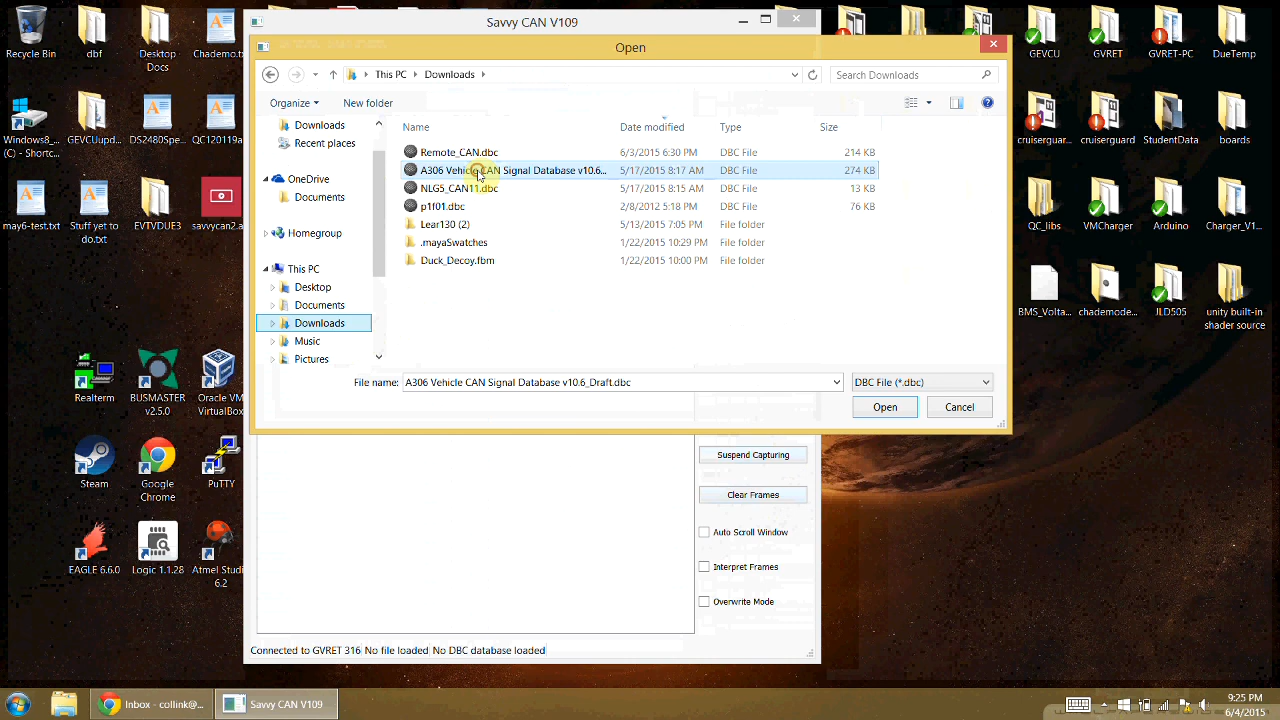 Savvy CAN V109
Open
This PC
Downloads
Search Downloads
Organize
New folder
Downloads
Recent places
OneDrive
Documents
Homegroup
This PC
Desktop
Documents
Downloads
Music
Pictures
Name
Date modified
Type
Size
Remote_CAN.dbc
6/3/2015 6:30 PM
DBC File
214 KB
A306 Vehicle CAN Signal Database v10.6...
5/17/2015 8:17 AM
DBC File
274 KB
NLG5_CAN11.dbc
5/17/2015 8:15 AM
DBC File
13 KB
p1f01.dbc
2/8/2012 5:18 PM
DBC File
76 KB
Lear130 (2)
5/13/2015 7:05 PM
File folder
.mayaSwatches
1/22/2015 10:29 PM
File folder
Duck_Decoy.fbm
1/22/2015 10:00 PM
File folder
File name:
A306 Vehicle CAN Signal Database v10.6_Draft.dbc
DBC File (*.dbc)
Open
Cancel
Suspend Capturing
Clear Frames
Auto Scroll Window
Interpret Frames
Overwrite Mode
Connected to GVRET 316
No file loaded
No DBC database loaded
Recycle Bin
dbf
Desktop - Docs
Chademo.t
Windows8_...
(C) - Shortc...
GEVCUupd
DS2480Spe...
QC120119a
may6-test.txt
Stuff yet to
do.txt
EVTVDUE3
savvycan2.a
Realterm
BUSMASTER
v2.5.0
Oracle VM
VirtualBox
Steam
Google
Chrome
PuTTY
EAGLE 6.6.0
Logic 1.1.28
Atmel Studi
6.2
GEVCU
GVRET
GVRET-PC
DueTemp
cruiserguar...
cruiserguard
StudentData
boards
QC_libs
VMCharger
Arduino
Charger_V1...
BMS_Volta...
chademode...
JLD505
unity built-in
shader source
Inbox - collink@...
Savvy CAN V109
9:25 PM
6/4/2015